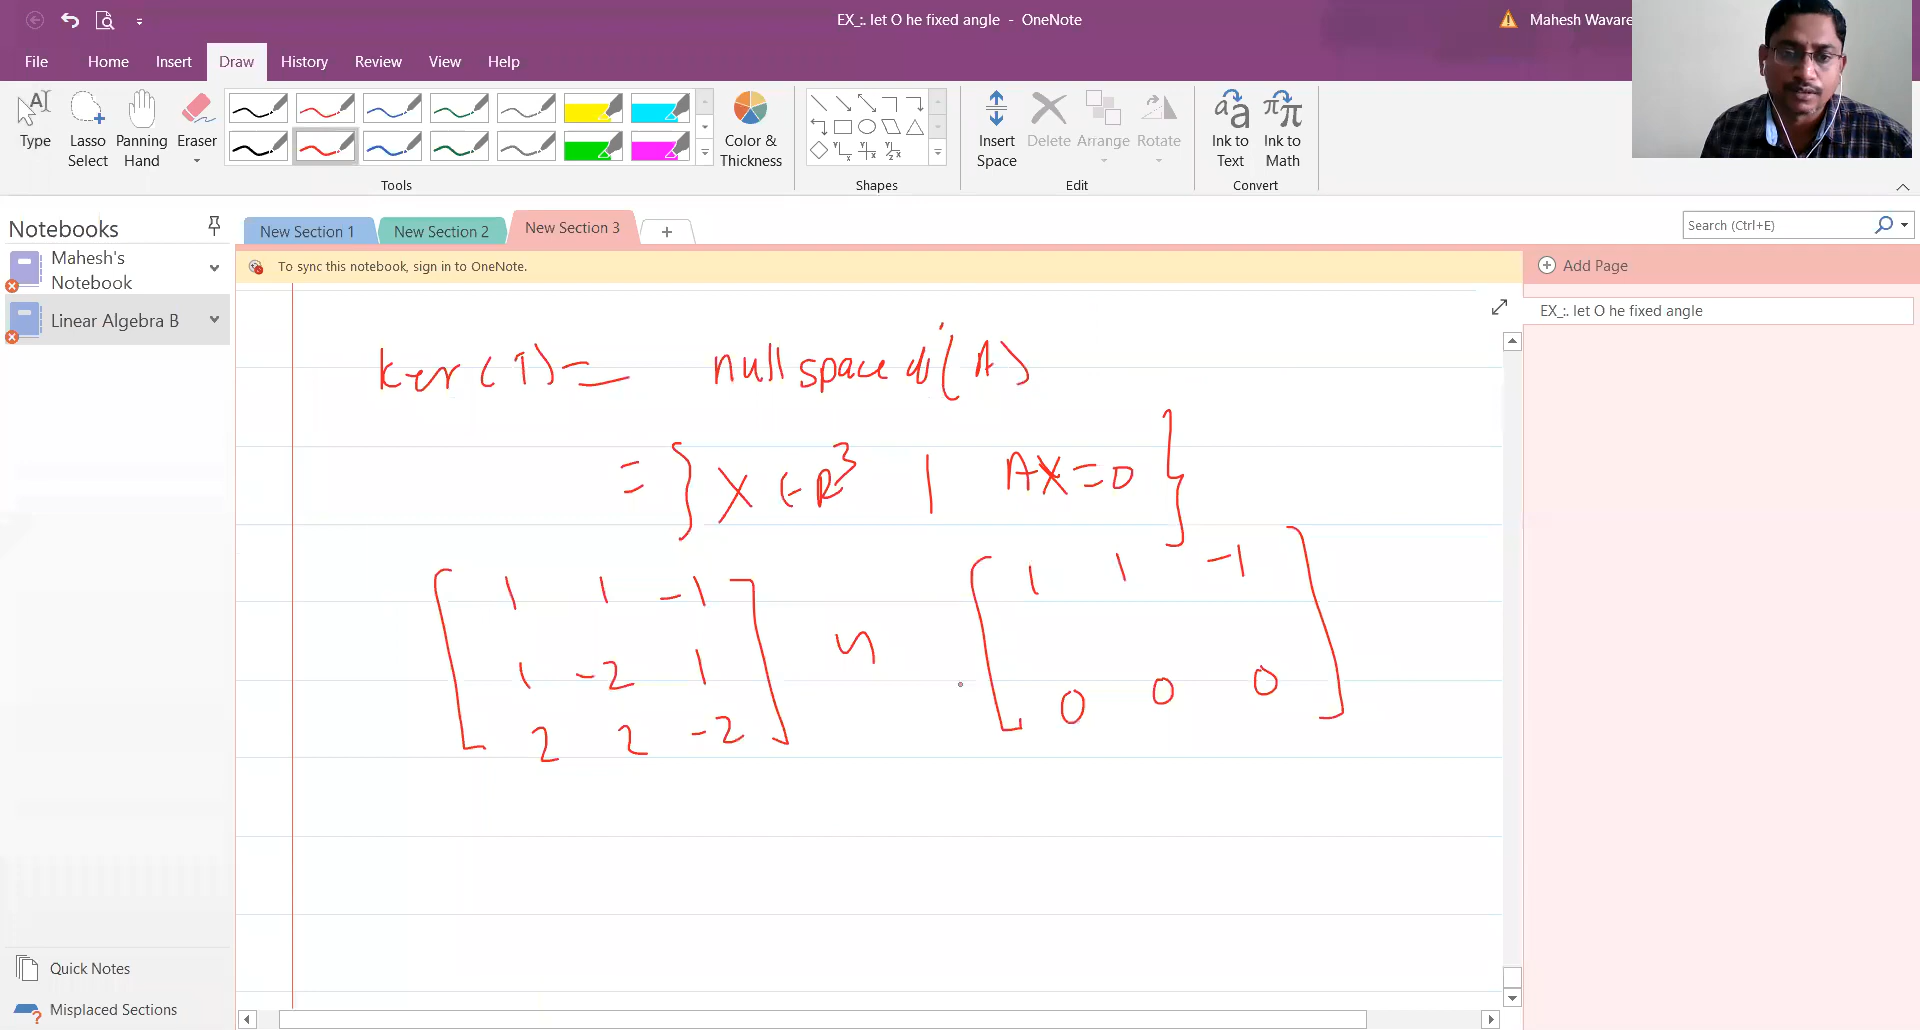 EX_:. let O he fixed angle - OneNote
Mahesh Wavare
File Home Insert Draw History Review View Help
Type
Lasso Select
Panning Hand
Eraser
Color & Thickness
Insert Space
Delete
Arrange
Rotate
Ink to Text
Ink to Math
Tools Shapes Edit Convert
Notebooks
Mahesh's Notebook
Linear Algebra B
New Section 1 New Section 2 New Section 3 +
Search (Ctrl+E)
To sync this notebook, sign in to OneNote.
Add Page
EX_:. let O he fixed angle
ker(T) = null space of (A)
= { X ∈ R³ | AX = 0 }
[ 1 1 -1 ~ [ 1 1 -1
1 -2 1
2 2 -2 ] 0 0 0 ]
Quick Notes
Misplaced Sections